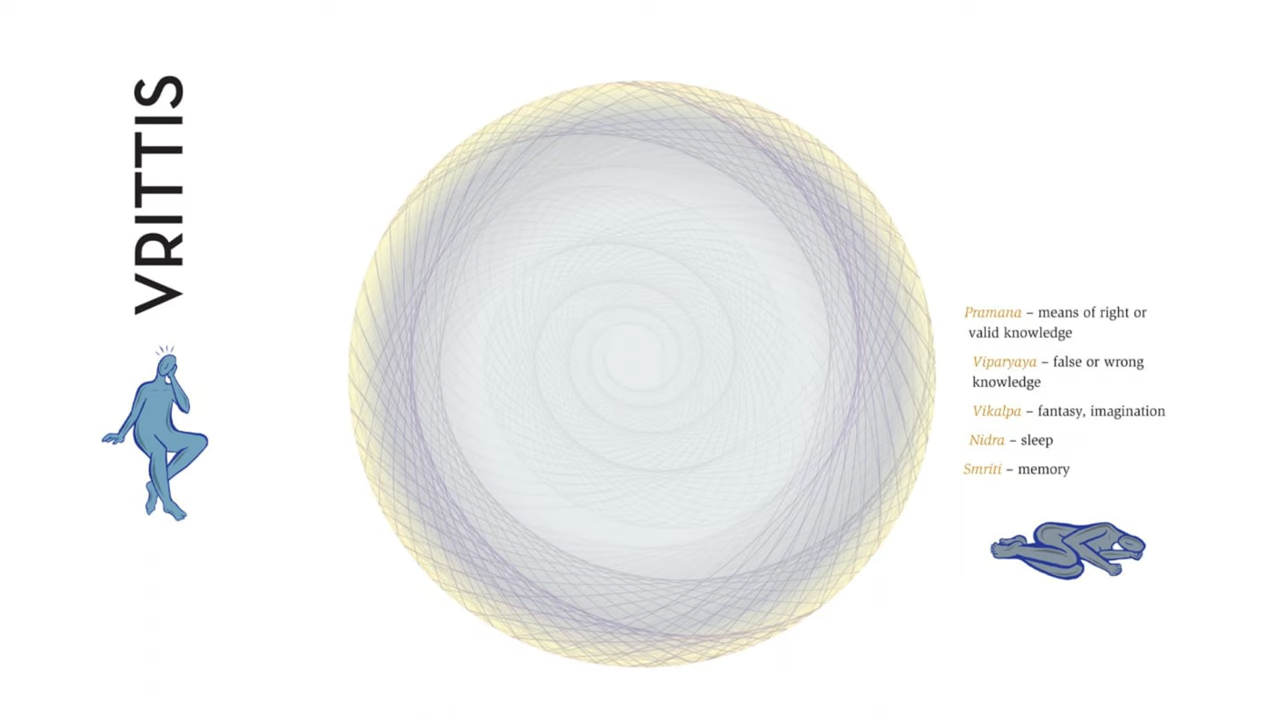 VRITTIS
Pramana – means of right or
valid knowledge
Viparyaya – false or wrong
knowledge
Vikalpa – fantasy, imagination
Nidra – sleep
Smriti – memory